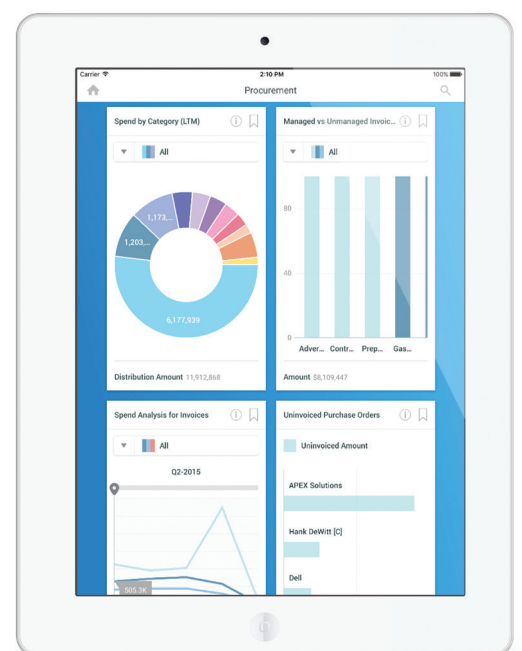 Carrier 2:10 PM 100%
Procurement
Spend by Category (LTM)
All
1,173,...
1,203,...
6,177,939
Distribution Amount 11,912,868
Managed vs Unmanaged Invoic...
All
80
40
0
Adver... Contr... Prep... Gas...
Amount $8,109,447
Spend Analysis for Invoices
All
Q2-2015
505.3K
Uninvoiced Purchase Orders
Uninvoiced Amount
APEX Solutions
Hank DeWitt [C]
Dell